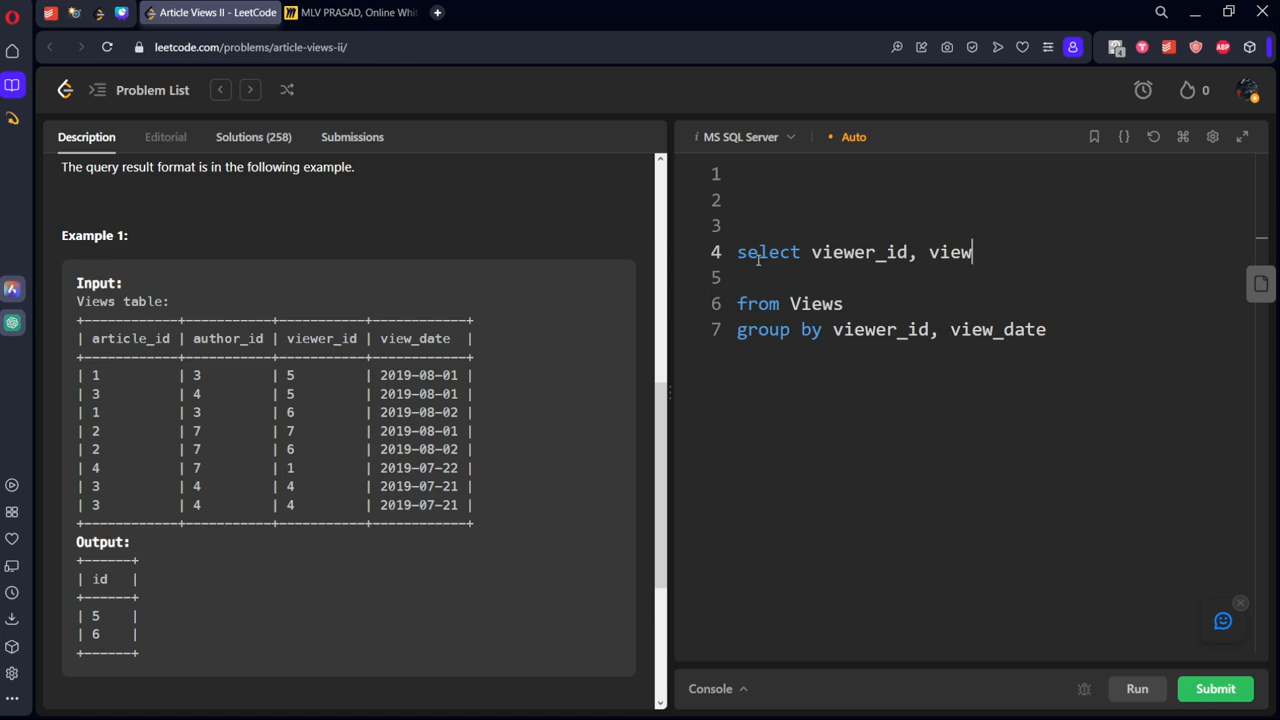 Article Views II - LeetCode
MLV PRASAD, Online Whit
leetcode.com/problems/article-views-ii/
Problem List
0
Description
Editorial
Solutions (258)
Submissions
i MS SQL Server
• Auto
The query result format is in the following example.
Example 1:
Input:
Views table:
+------------+-----------+-----------+------------+
| article_id | author_id | viewer_id | view_date  |
+------------+-----------+-----------+------------+
| 1          | 3         | 5         | 2019-08-01 |
| 3          | 4         | 5         | 2019-08-01 |
| 1          | 3         | 6         | 2019-08-02 |
| 2          | 7         | 7         | 2019-08-01 |
| 2          | 7         | 6         | 2019-08-02 |
| 4          | 7         | 1         | 2019-07-22 |
| 3          | 4         | 4         | 2019-07-21 |
| 3          | 4         | 4         | 2019-07-21 |
+------------+-----------+-----------+------------+
Output:
+------+
| id   |
+------+
| 5    |
| 6    |
+------+
1
2
3
4 select viewer_id, view
5
6 from Views
7 group by viewer_id, view_date
Console
Run
Submit